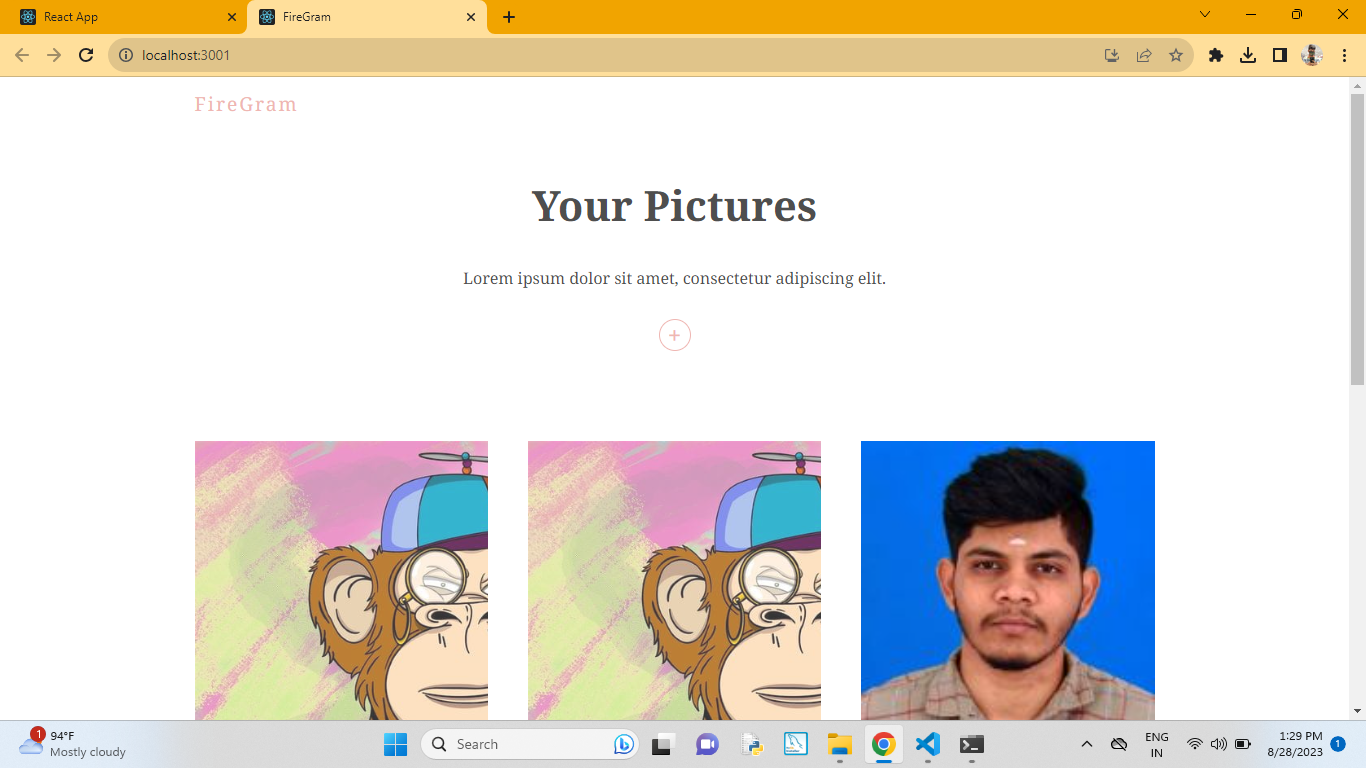 React App
FireGram
localhost:3001
FireGram
Your Pictures
Lorem ipsum dolor sit amet, consectetur adipiscing elit.
1
94°F
Mostly cloudy
Search
ENG
IN
1:29 PM
8/28/2023
1